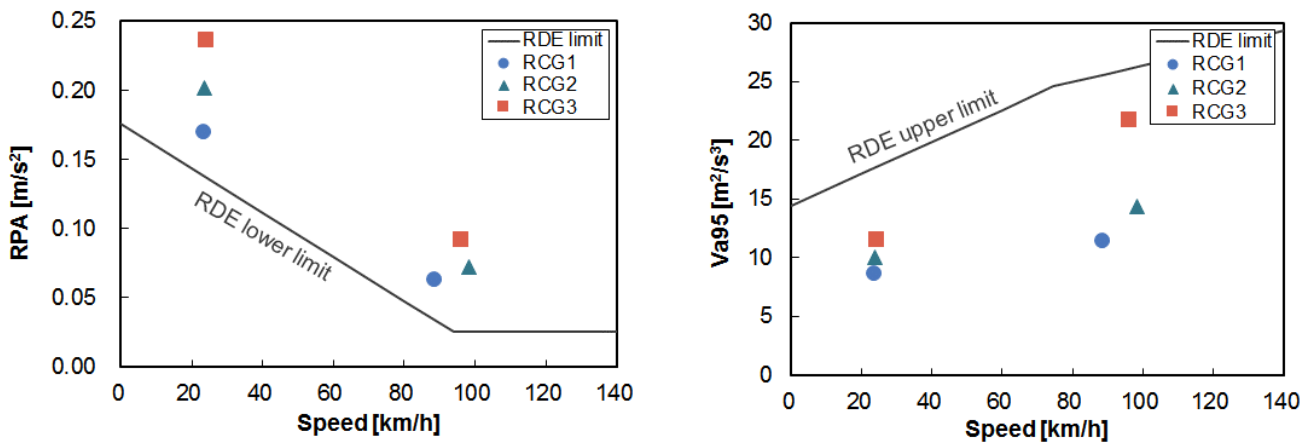 0.25
0.20
0.15
0.10
0.05
0.00
RPA [m/s²]
0 20 40 60 80 100 120 140
Speed [km/h]
RDE limit
RCG1
RCG2
RCG3
RDE lower limit
30
25
20
15
10
5
0
Va95 [m²/s³]
0 20 40 60 80 100 120 140
Speed [km/h]
RDE limit
RCG1
RCG2
RCG3
RDE upper limit